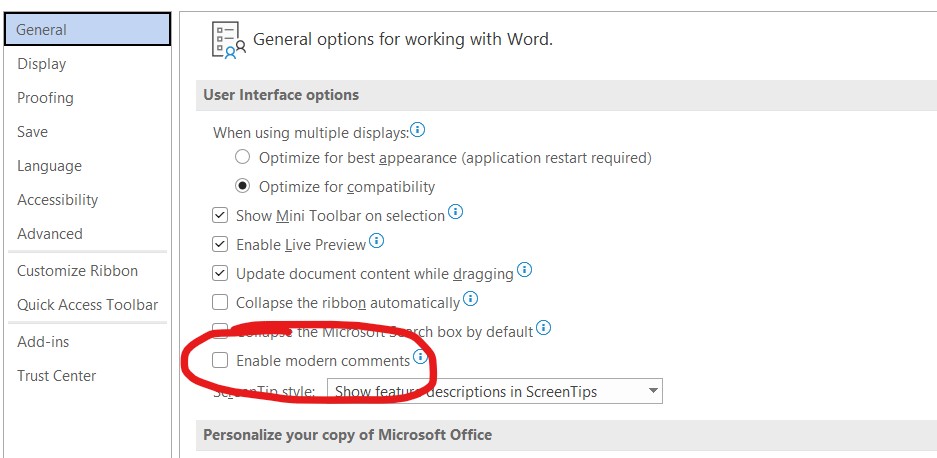 General
Display
Proofing
Save
Language
Accessibility
Advanced
Customize Ribbon
Quick Access Toolbar
Add-ins
Trust Center
General options for working with Word.
User Interface options
When using multiple displays:
Optimize for best appearance (application restart required)
Optimize for compatibility
Show Mini Toolbar on selection
Enable Live Preview
Update document content while dragging
Collapse the ribbon automatically
Collapse the Microsoft Search box by default
Enable modern comments
ScreenTip style: Show feature descriptions in ScreenTips
Personalize your copy of Microsoft Office